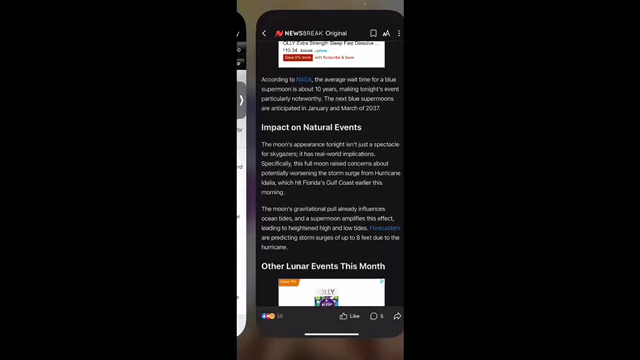 NEWSBREAK Original
OLLY Extra Strength Sleep Fast Dissolve ...
$10.34
Save 5% more with Subscribe & Save
According to NASA, the average wait time for a blue
supermoon is about 10 years, making tonight's event
particularly noteworthy. The next blue supermoons
are anticipated in January and March of 2037.
Impact on Natural Events
The moon's appearance tonight isn't just a spectacle
for skygazers; it has real-world implications.
Specifically, this full moon raised concerns about
potentially worsening the storm surge from Hurricane
Idalia, which hit Florida's Gulf Coast earlier this
morning.
The moon's gravitational pull already influences
ocean tides, and a supermoon amplifies this effect,
leading to heightened high and low tides. Forecasters
are predicting storm surges of up to 8 feet due to the
hurricane.
Other Lunar Events This Month
Save 5%
OLLY
SLEEP
58
Like
5